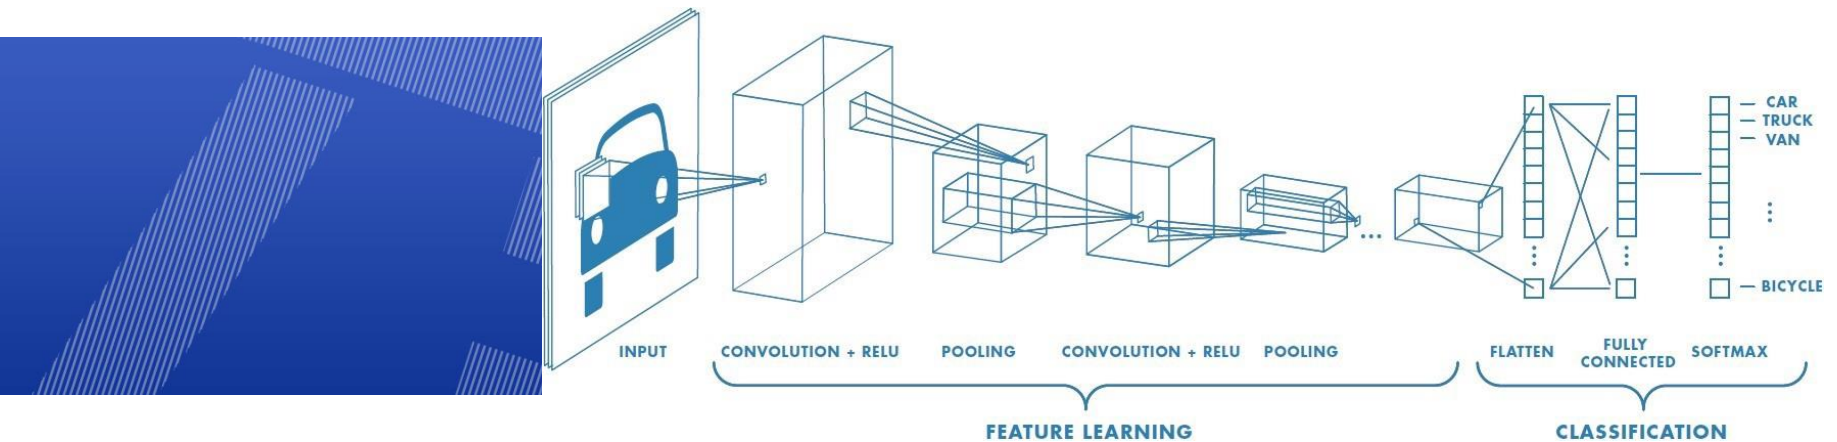 CAR
TRUCK
VAN
BICYCLE
INPUT
CONVOLUTION + RELU
POOLING
CONVOLUTION + RELU
POOLING
FLATTEN
FULLY
CONNECTED
SOFTMAX
FEATURE LEARNING
CLASSIFICATION